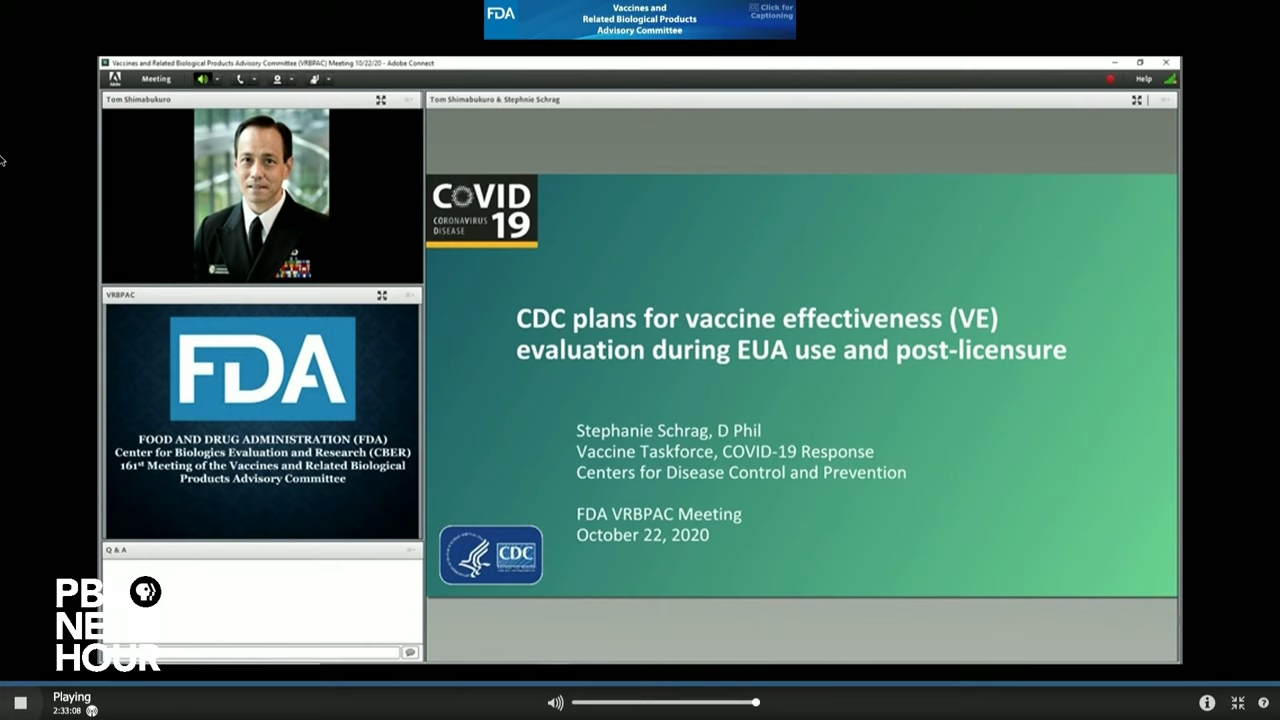 FDA
Vaccines and
Related Biological Products
Advisory Committee
CC Click for
Captioning
Vaccines and Related Biological Products Advisory Committee (VRBPAC) Meeting 10/22/20 - Adobe Connect
Meeting
Help
Tom Shimabukuro
Tom Shimabukuro & Stephnie Schrag
COVID
CORONAVIRUS
DISEASE
19
CDC plans for vaccine effectiveness (VE)
evaluation during EUA use and post-licensure
Stephanie Schrag, D Phil
Vaccine Taskforce, COVID-19 Response
Centers for Disease Control and Prevention
FDA VRBPAC Meeting
October 22, 2020
CDC
VRBPAC
FDA
FOOD AND DRUG ADMINISTRATION (FDA)
Center for Biologics Evaluation and Research (CBER)
161st Meeting of the Vaccines and Related Biological
Products Advisory Committee
Q & A
PBS
NEWS
HOUR
Playing
2:33:08